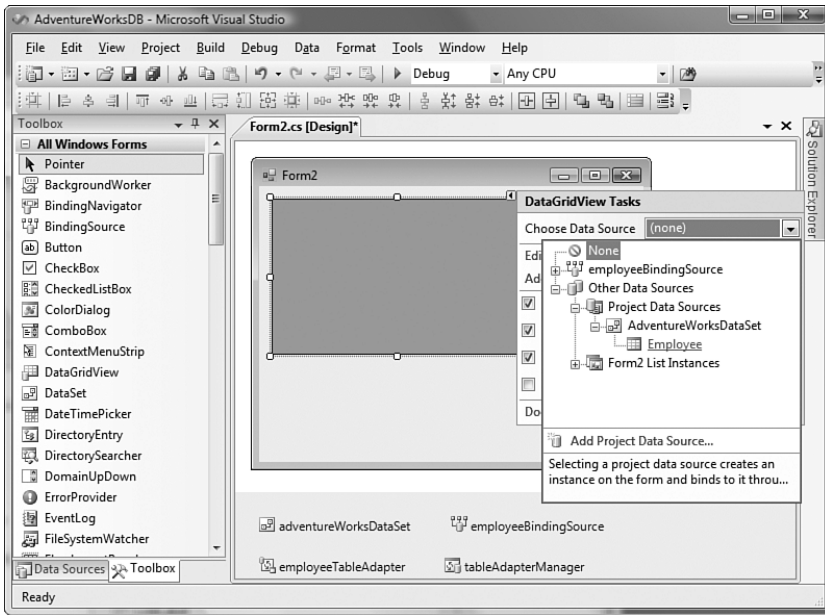 AdventureWorksDB - Microsoft Visual Studio
File Edit View Project Build Debug Data Format Tools Window Help
Debug Any CPU
Toolbox
All Windows Forms
Pointer
BackgroundWorker
BindingNavigator
BindingSource
Button
CheckBox
CheckedListBox
ColorDialog
ComboBox
ContextMenuStrip
DataGridView
DataSet
DateTimePicker
DirectoryEntry
DirectorySearcher
DomainUpDown
ErrorProvider
EventLog
FileSystemWatcher
Data Sources Toolbox
Form2.cs [Design]*
Form2
DataGridView Tasks
Choose Data Source (none)
Edi
Ad
Do
None
employeeBindingSource
Other Data Sources
Project Data Sources
AdventureWorksDataSet
Employee
Form2 List Instances
Add Project Data Source...
Selecting a project data source creates an
instance on the form and binds to it throu...
adventureWorksDataSet employeeBindingSource
employeeTableAdapter tableAdapterManager
Solution Explorer
Ready